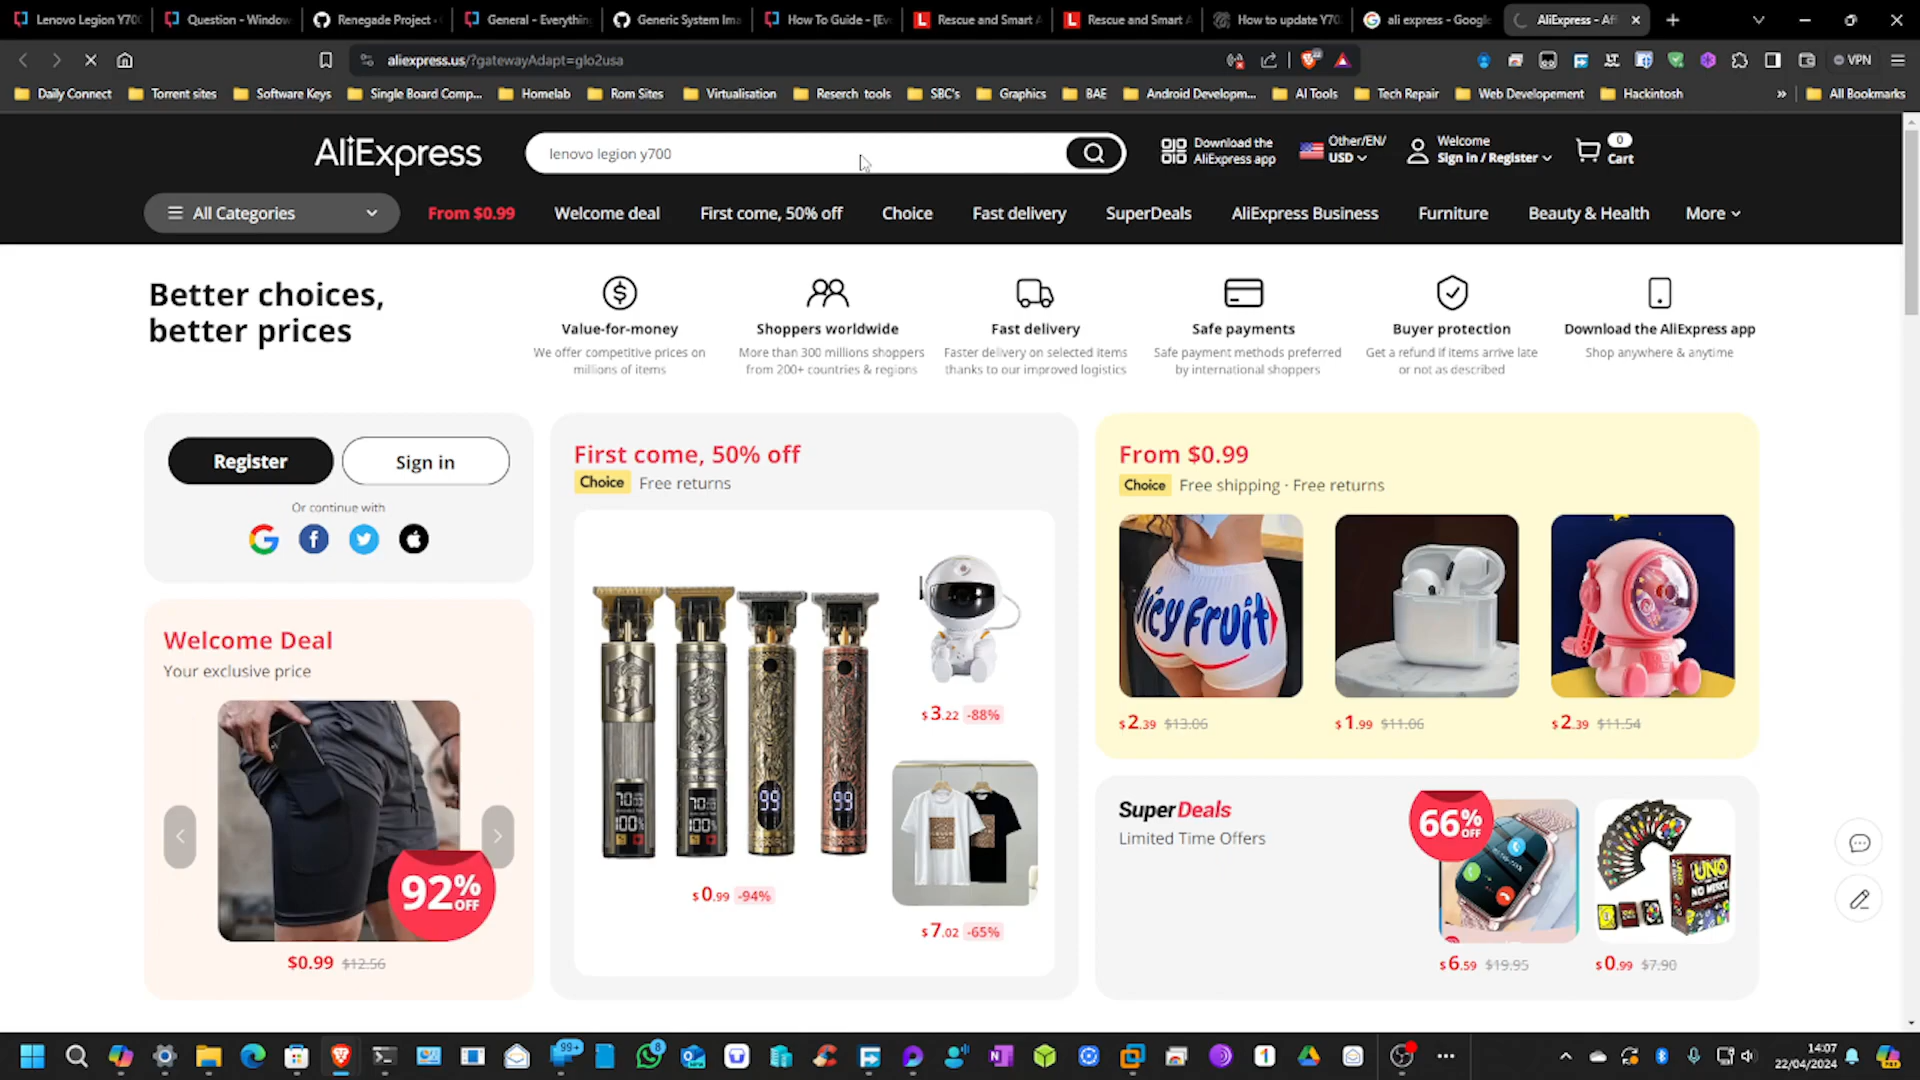 Lenovo Legion Y700
Question - Window
Renegade Project -
General - Everythin
Generic System Ima
How To Guide - [Ev
Rescue and Smart A
Rescue and Smart A
How to update Y70
ali express - Google
AliExpress - Aff
aliexpress.us/?gatewayAdapt=glo2usa
VPN
Daily Connect
Torrent sites
Software Keys
Single Board Comp...
Homelab
Rom Sites
Virtualisation
Reserch tools
SBC's
Graphics
BAE
Android Developm...
AI Tools
Tech Repair
Web Developement
Hackintosh
All Bookmarks
AliExpress
lenovo legion y700
Download the
AliExpress app
Other/EN/
USD
Welcome
Sign in / Register
0
Cart
All Categories
From $0.99
Welcome deal
First come, 50% off
Choice
Fast delivery
SuperDeals
AliExpress Business
Furniture
Beauty & Health
More
Better choices,
better prices
Value-for-money
We offer competitive prices on
millions of items
Shoppers worldwide
More than 300 millions shoppers
from 200+ countries & regions
Fast delivery
Faster delivery on selected items
thanks to our improved logistics
Safe payments
Safe payment methods preferred
by international shoppers
Buyer protection
Get a refund if items arrive late
or not as described
Download the AliExpress app
Shop anywhere & anytime
Register
Sign in
Or continue with
Welcome Deal
Your exclusive price
92%
OFF
$0.99 $12.56
First come, 50% off
Choice Free returns
$0.99 -94%
$3.22 -88%
$7.02 -65%
From $0.99
Choice Free shipping · Free returns
Juicy Fruit
$2.39 $13.06
$1.99 $11.06
$2.39 $11.54
SuperDeals
Limited Time Offers
66%
OFF
UNO
NO MERCY
$6.59 $19.95
$0.99 $7.90
99+
8
14:07
22/04/2024